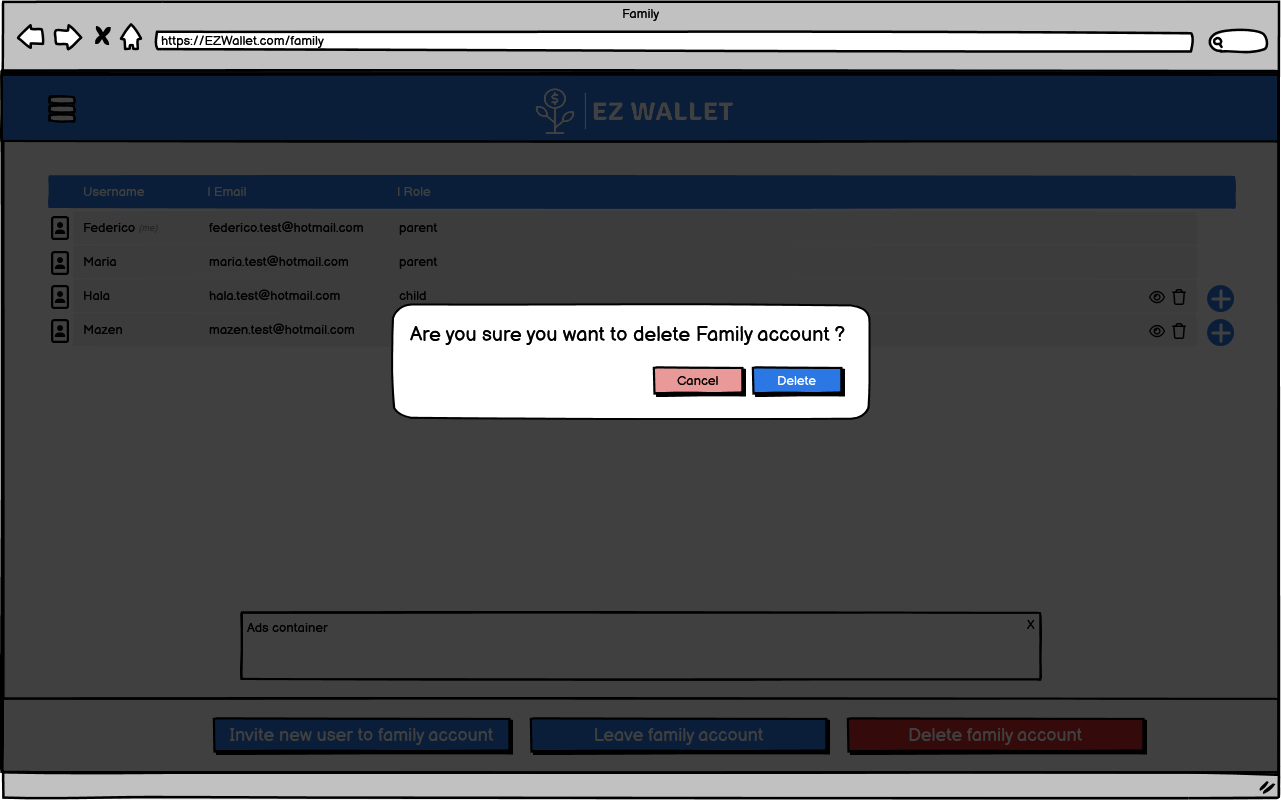 Family
https://EZWallet.com/family
EZ WALLET
Username | Email | Role
Federico (me) federico.test@hotmail.com parent
Maria maria.test@hotmail.com parent
Hala hala.test@hotmail.com child
Mazen mazen.test@hotmail.com
Are you sure you want to delete Family account ?
Cancel Delete
Ads container X
Invite new user to family account Leave family account Delete family account